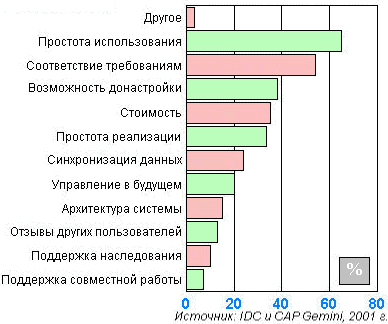 Другое
Простота использования
Соответствие требованиям
Возможность донастройки
Стоимость
Простота реализации
Синхронизация данных
Управление в будущем
Архитектура системы
Отзывы других пользователей
Поддержка наследования
Поддержка совместной работы
%
0 20 40 60 80
Источник: IDC и CAP Gemini, 2001 г.